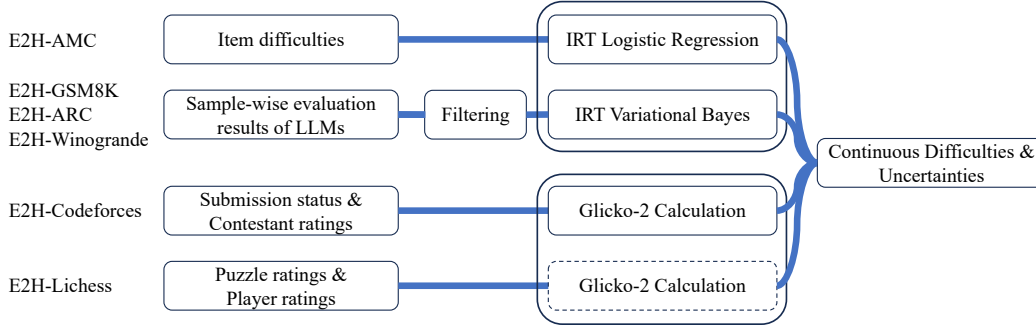 E2H-AMC
Item difficulties
IRT Logistic Regression
E2H-GSM8K
E2H-ARC
E2H-Winogrande
Sample-wise evaluation
results of LLMs
Filtering
IRT Variational Bayes
Continuous Difficulties &
Uncertainties
E2H-Codeforces
Submission status &
Contestant ratings
Glicko-2 Calculation
E2H-Lichess
Puzzle ratings &
Player ratings
Glicko-2 Calculation